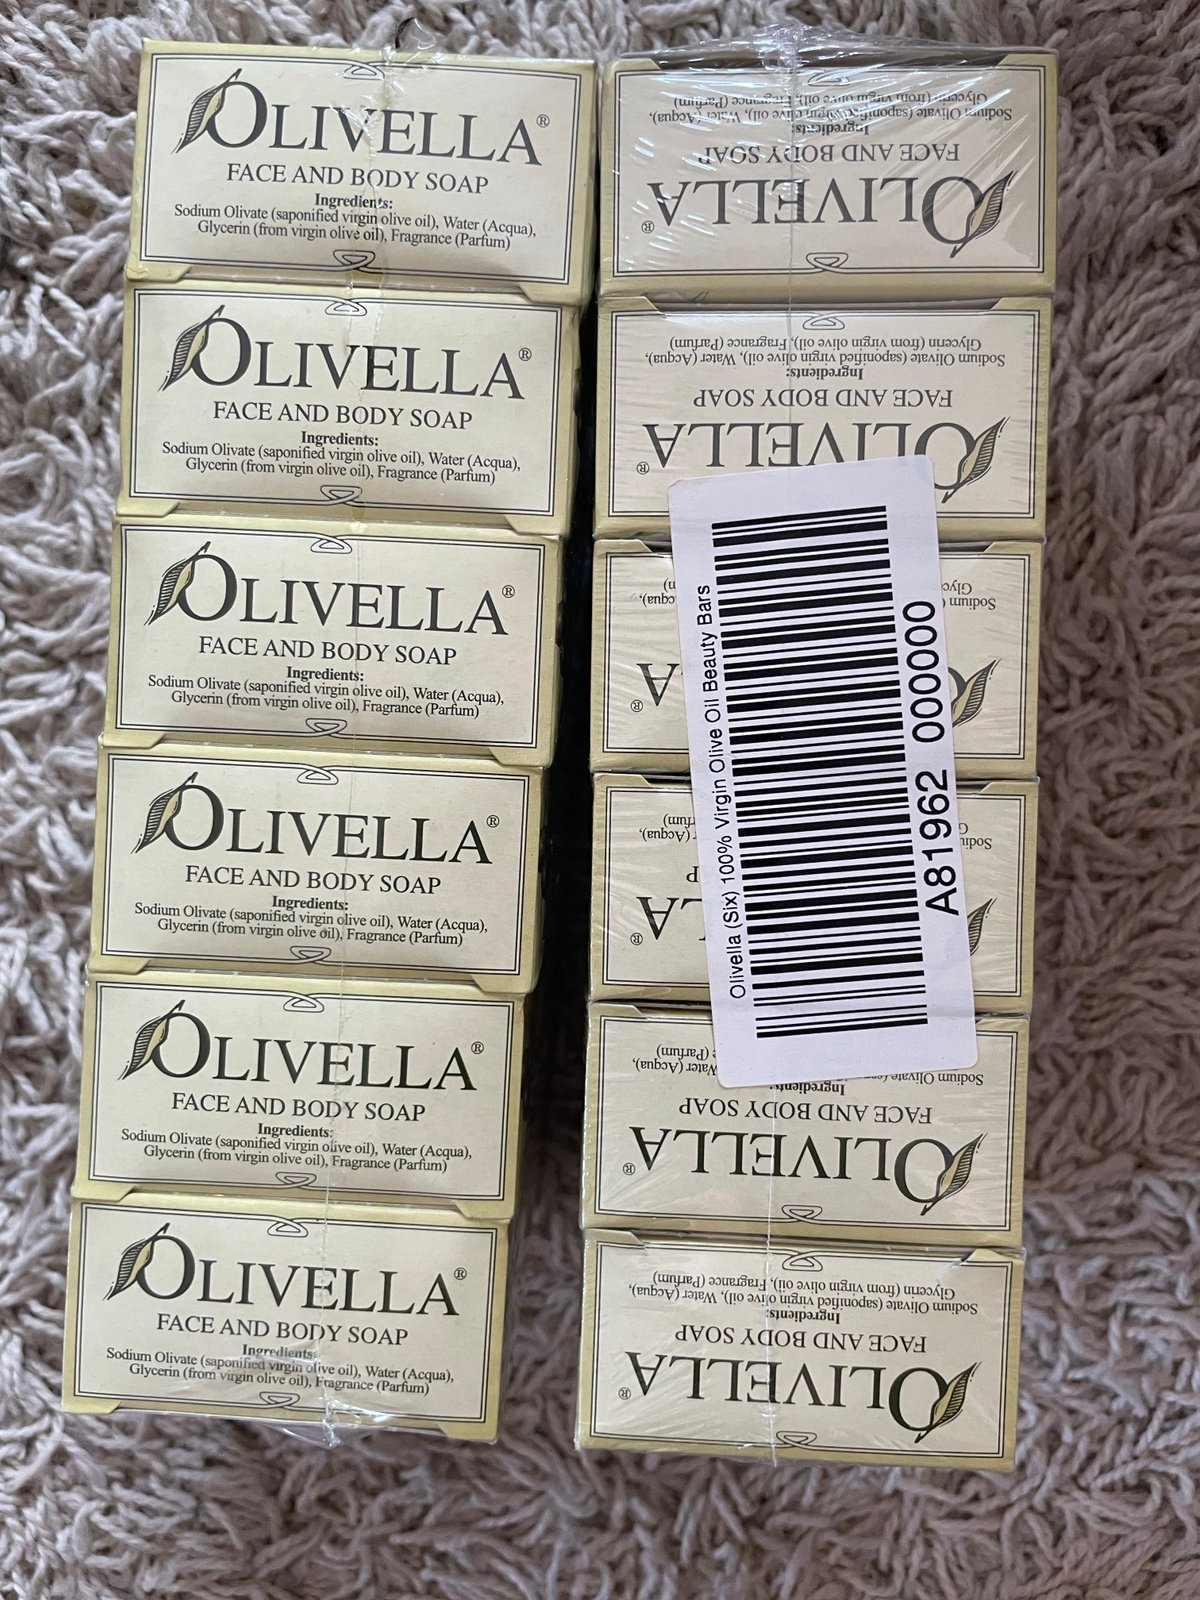 OLIVELLA®
FACE AND BODY SOAP
Ingredients:
Sodium Olivate (saponified virgin olive oil), Water (Acqua),
Glycerin (from virgin olive oil), Fragrance (Parfum)
OLIVELLA®
FACE AND BODY SOAP
Ingredients:
Sodium Olivate (saponified virgin olive oil), Water (Acqua),
Glycerin (from virgin olive oil), Fragrance (Parfum)
OLIVELLA®
FACE AND BODY SOAP
Ingredients:
Sodium Olivate (saponified virgin olive oil), Water (Acqua),
Glycerin (from virgin olive oil), Fragrance (Parfum)
OLIVELLA®
FACE AND BODY SOAP
Ingredients:
Sodium Olivate (saponified virgin olive oil), Water (Acqua),
Glycerin (from virgin olive oil), Fragrance (Parfum)
OLIVELLA®
FACE AND BODY SOAP
Ingredients:
Sodium Olivate (saponified virgin olive oil), Water (Acqua),
Glycerin (from virgin olive oil), Fragrance (Parfum)
OLIVELLA®
FACE AND BODY SOAP
Ingredients:
Sodium Olivate (saponified virgin olive oil), Water (Acqua),
Glycerin (from virgin olive oil), Fragrance (Parfum)
OLIVELLA®
FACE AND BODY SOAP
Ingredients:
Sodium Olivate (saponified virgin olive oil), Water (Acqua),
Glycerin (from virgin olive oil), Fragrance (Parfum)
OLIVELLA®
FACE AND BODY SOAP
Ingredients:
Sodium Olivate (saponified virgin olive oil), Water (Acqua),
Glycerin (from virgin olive oil), Fragrance (Parfum)
Olivella (Six) 100% Virgin Olive Oil Beauty Bars
A81962 000000
Sodium
OLIVELLA®
FACE AND BODY SOAP
Ingredients:
Sodium Olivate Water (Acqua),
(Parfum)
OLIVELLA®
FACE AND BODY SOAP
Ingredients:
Sodium Olivate (saponified virgin olive oil), Water (Acqua),
Glycerin (from virgin olive oil), Fragrance (Parfum)